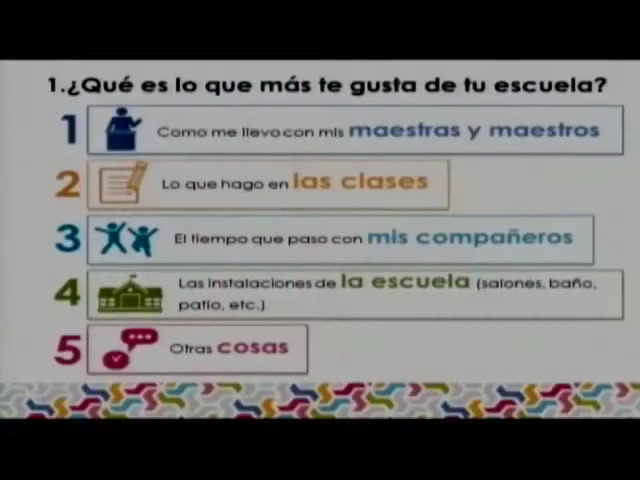 1.¿Qué es lo que más te gusta de tu escuela?
1 Como me llevo con mis maestras y maestros
2 Lo que hago en las clases
3 El tiempo que paso con mis compañeros
4 Las instalaciones de la escuela (salones, baño,
patio, etc.)
5 Otras cosas